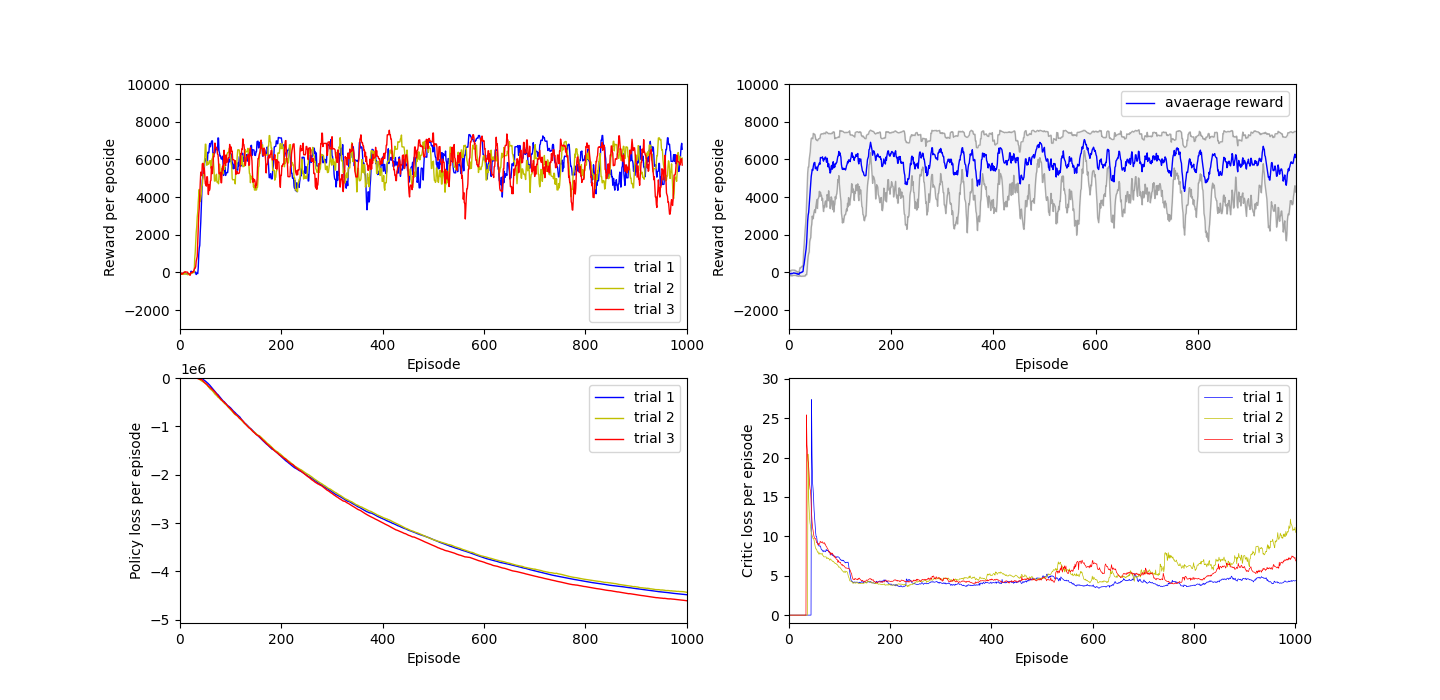 10000
8000
6000
4000
2000
0
−2000
Reward per eposide
trial 1
trial 2
trial 3
0 200 400 600 800 1000
Episode
10000
8000
6000
4000
2000
0
−2000
Reward per eposide
avaerage reward
0 200 400 600 800
Episode
1e6
0
−1
−2
−3
−4
−5
Policy loss per episode
trial 1
trial 2
trial 3
0 200 400 600 800 1000
Episode
30
25
20
15
10
5
0
Critic loss per episode
trial 1
trial 2
trial 3
0 200 400 600 800 1000
Episode